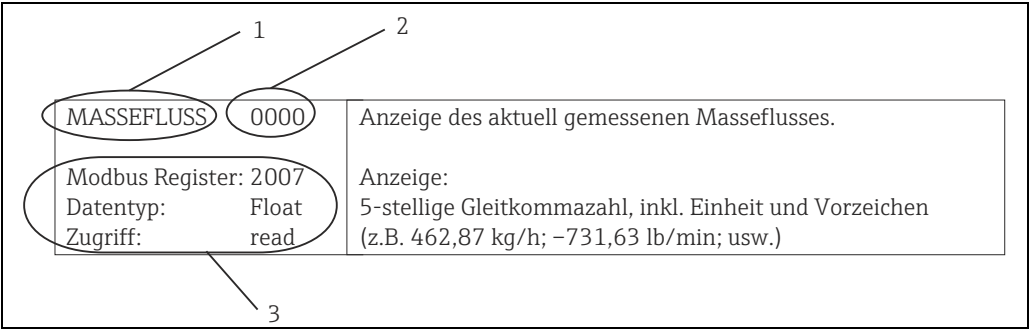 1
2
MASSEFLUSS 0000
Anzeige des aktuell gemessenen Masseflusses.
Modbus Register: 2007
Datentyp: Float
Zugriff: read
Anzeige:
5-stellige Gleitkommazahl, inkl. Einheit und Vorzeichen
(z.B. 462,87 kg/h; −731,63 lb/min; usw.)
3